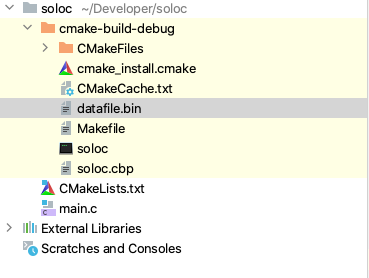 soloc ~/Developer/soloc
cmake-build-debug
CMakeFiles
cmake_install.cmake
CMakeCache.txt
datafile.bin
Makefile
soloc
soloc.cbp
CMakeLists.txt
main.c
External Libraries
Scratches and Consoles